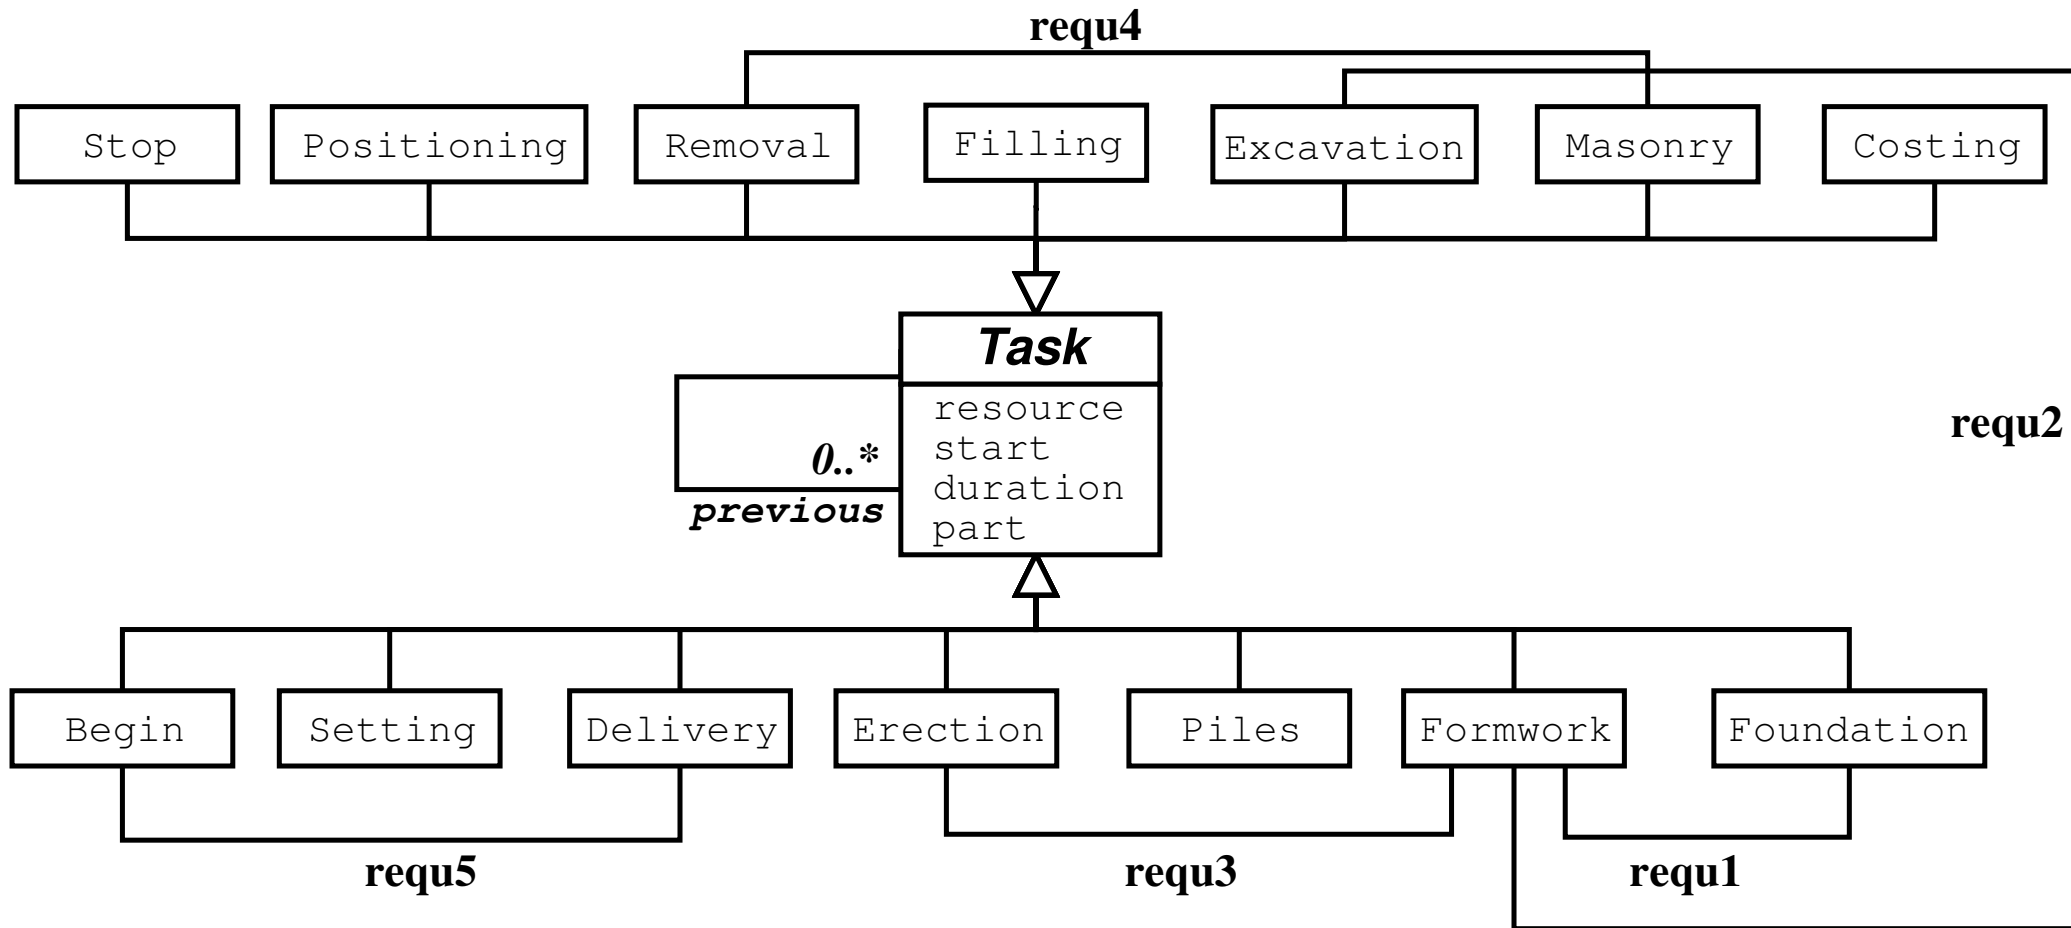 requ4
Stop
Positioning
Removal
Filling
Excavation
Masonry
Costing
Task
resource
start
duration
part
0..*
previous
requ2
Begin
Setting
Delivery
Erection
Piles
Formwork
Foundation
requ5
requ3
requ1